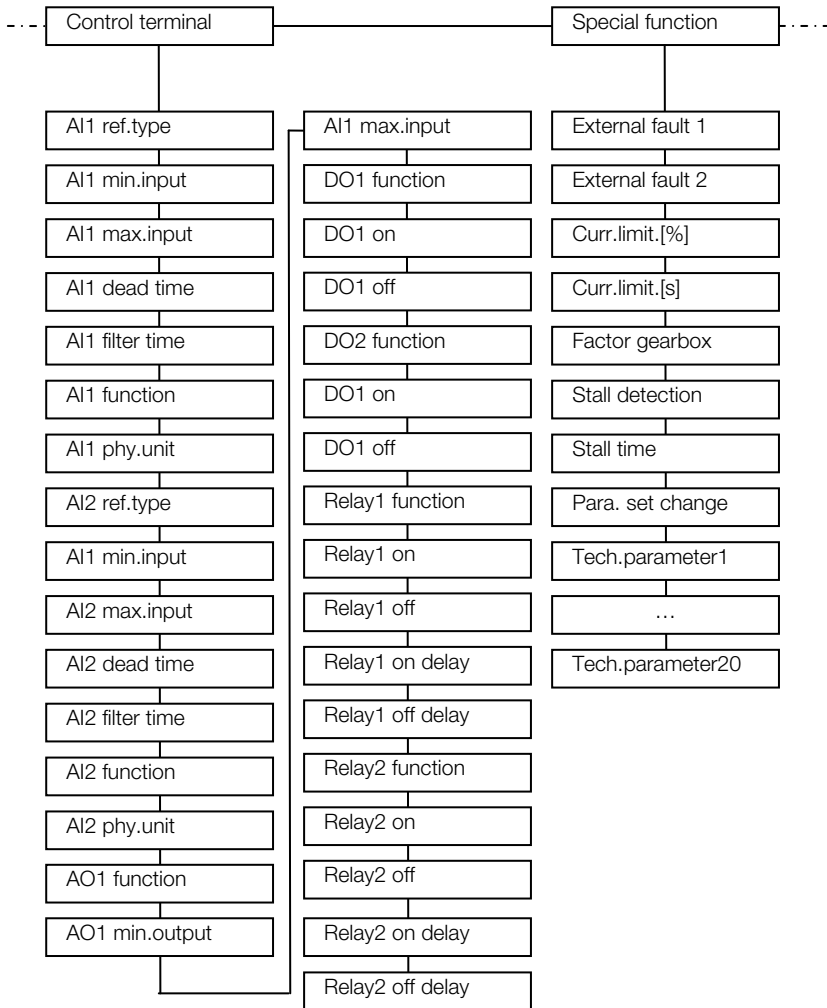 Control terminal
AI1 ref.type
AI1 min.input
AI1 max.input
AI1 dead time
AI1 filter time
AI1 function
AI1 phy.unit
AI2 ref.type
AI1 min.input
AI2 max.input
AI2 dead time
AI2 filter time
AI2 function
AI2 phy.unit
AO1 function
AO1 min.output
AI1 max.input
DO1 function
DO1 on
DO1 off
DO2 function
DO1 on
DO1 off
Relay1 function
Relay1 on
Relay1 off
Relay1 on delay
Relay1 off delay
Relay2 function
Relay2 on
Relay2 off
Relay2 on delay
Relay2 off delay
Special function
External fault 1
External fault 2
Curr.limit.[%]
Curr.limit.[s]
Factor gearbox
Stall detection
Stall time
Para. set change
Tech.parameter1
…
Tech.parameter20